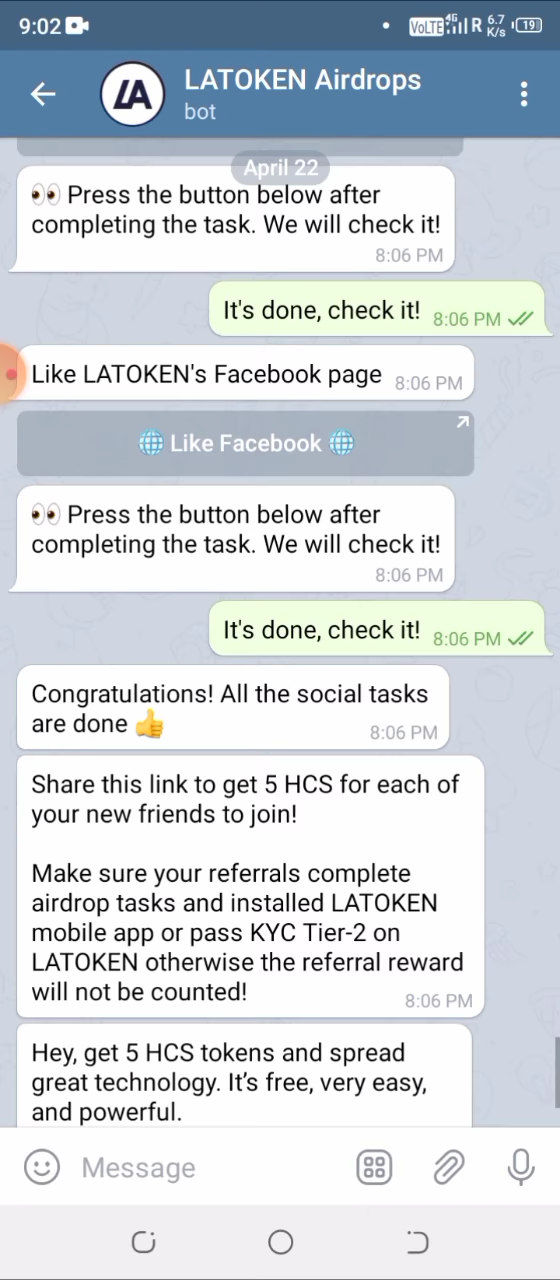 9:02
VoLTE 4G R 6.7 K/s 19
LA
LATOKEN Airdrops
bot
April 22
👀 Press the button below after
completing the task. We will check it!
8:06 PM
It's done, check it! 8:06 PM
Like LATOKEN's Facebook page 8:06 PM
🌐 Like Facebook 🌐
👀 Press the button below after
completing the task. We will check it!
8:06 PM
It's done, check it! 8:06 PM
Congratulations! All the social tasks
are done 👍 8:06 PM
Share this link to get 5 HCS for each of
your new friends to join!
Make sure your referrals complete
airdrop tasks and installed LATOKEN
mobile app or pass KYC Tier-2 on
LATOKEN otherwise the referral reward
will not be counted! 8:06 PM
Hey, get 5 HCS tokens and spread
great technology. It’s free, very easy,
and powerful.
Message